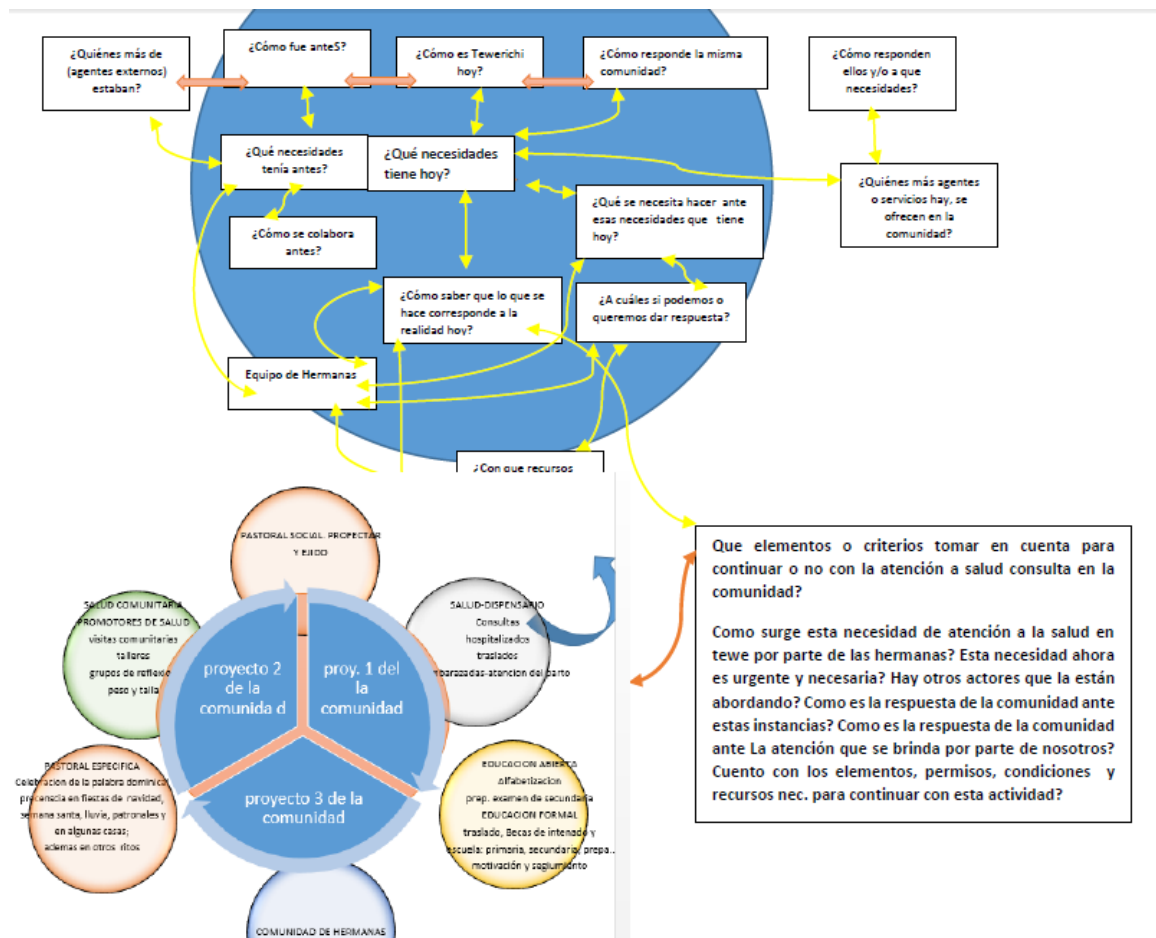 ¿Quiénes más de
(agentes externos)
estaban?
¿Cómo fue anteS?
¿Cómo es Tewerichi
hoy?
¿Cómo responde la misma
comunidad?
¿Cómo responden
ellos y/o a que
necesidades?
¿Qué necesidades
tenía antes?
¿Qué necesidades
tiene hoy?
¿Quiénes más agentes
o servicios hay, se
ofrecen en la
comunidad?
¿Qué se necesita hacer ante
esas necesidades que tiene
hoy?
¿Cómo se colabora
antes?
¿Cómo saber que lo que se
hace corresponde a la
realidad hoy?
¿A cuáles si podemos o
queremos dar respuesta?
Equipo de Hermanas
¿Con que recursos
PASTORAL SOCIAL. PROFECTAR
Y EJIDO
SALUD COMUNITARIA
PROMOTORES DE SALUD
visitas comunitarias
talleres
grupos de reflexio
peso y talla
SALUD-DISPENSARIO
Consultas
hospitalizados
traslados
mbarazadas-atencion del parto
proyecto 2
de la
comunida d
proy. 1 del
la
comunidad
proyecto 3 de la
comunidad
PASTORAL ESPECIFICA
Celebracion de la palabra dominical
precencia en fiestas de navidad,
semana santa, lluvia, patronales y
en algunas casas;
ademas en otros ritos
EDUCACION ABIERTA
Alfabetizacion
prep. examen de secundaria
EDUCACION FORMAL
traslado, Becas de intenado y
escuela: primaria, secundaria, prepa...
motivación y segiumiento
COMUNIDAD DE HERMANAS
Que elementos o criterios tomar en cuenta para
continuar o no con la atención a salud consulta en la
comunidad?
Como surge esta necesidad de atención a la salud en
tewe por parte de las hermanas? Esta necesidad ahora
es urgente y necesaria? Hay otros actores que la están
abordando? Como es la respuesta de la comunidad ante
estas instancias? Como es la respuesta de la comunidad
ante La atención que se brinda por parte de nosotros?
Cuento con los elementos, permisos, condiciones y
recursos nec. para continuar con esta actividad?